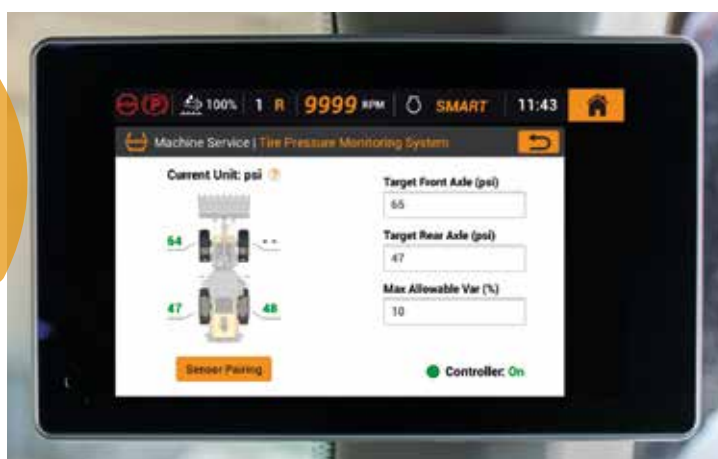 P 100% 1 R 9999 RPM SMART 11:43
Machine Service | Tire Pressure Monitoring System
Current Unit: psi ?
Target Front Axle (psi)
65
64 - -
Target Rear Axle (psi)
47
Max Allowable Var (%)
47 48
10
Sensor Pairing
Controller: On